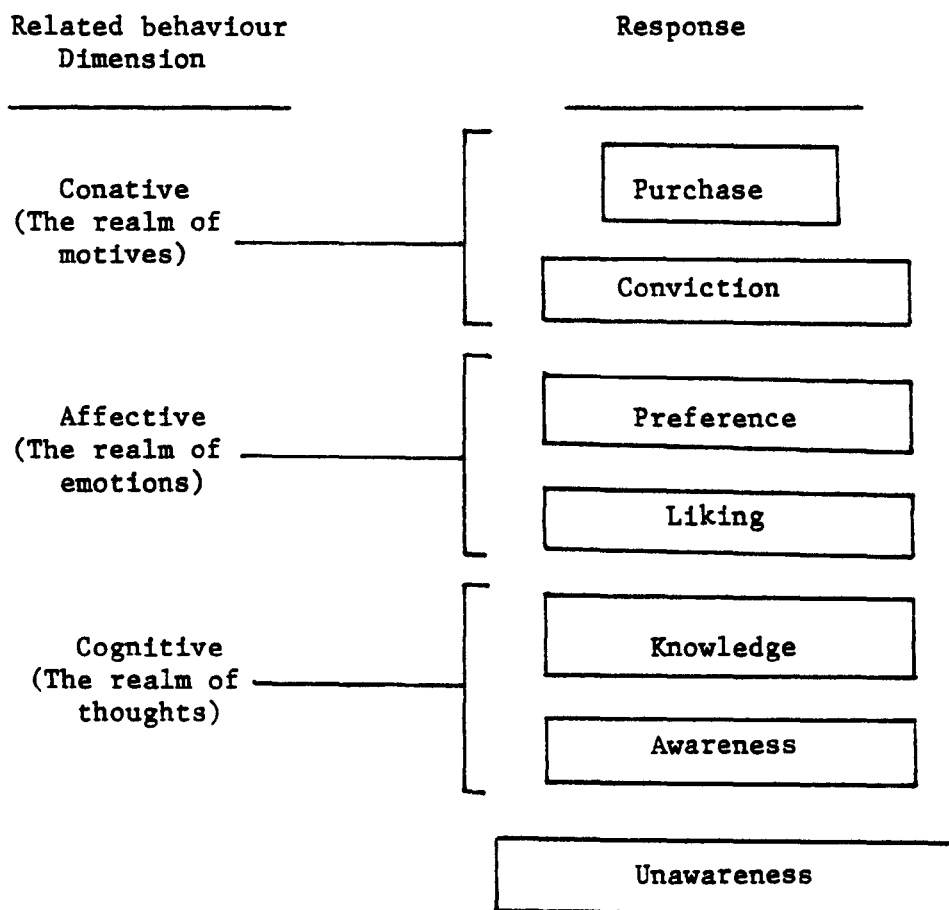 Related behaviour
Dimension
Response
Conative
(The realm of
motives)
Purchase
Conviction
Affective
(The realm of
emotions)
Preference
Liking
Cognitive
(The realm of
thoughts)
Knowledge
Awareness
Unawareness